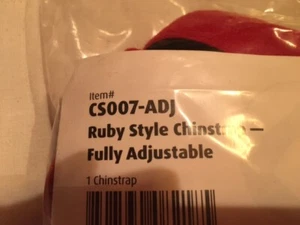 Item#
CS007-ADJ
Ruby Style Chinstrap —
Fully Adjustable
1 Chinstrap